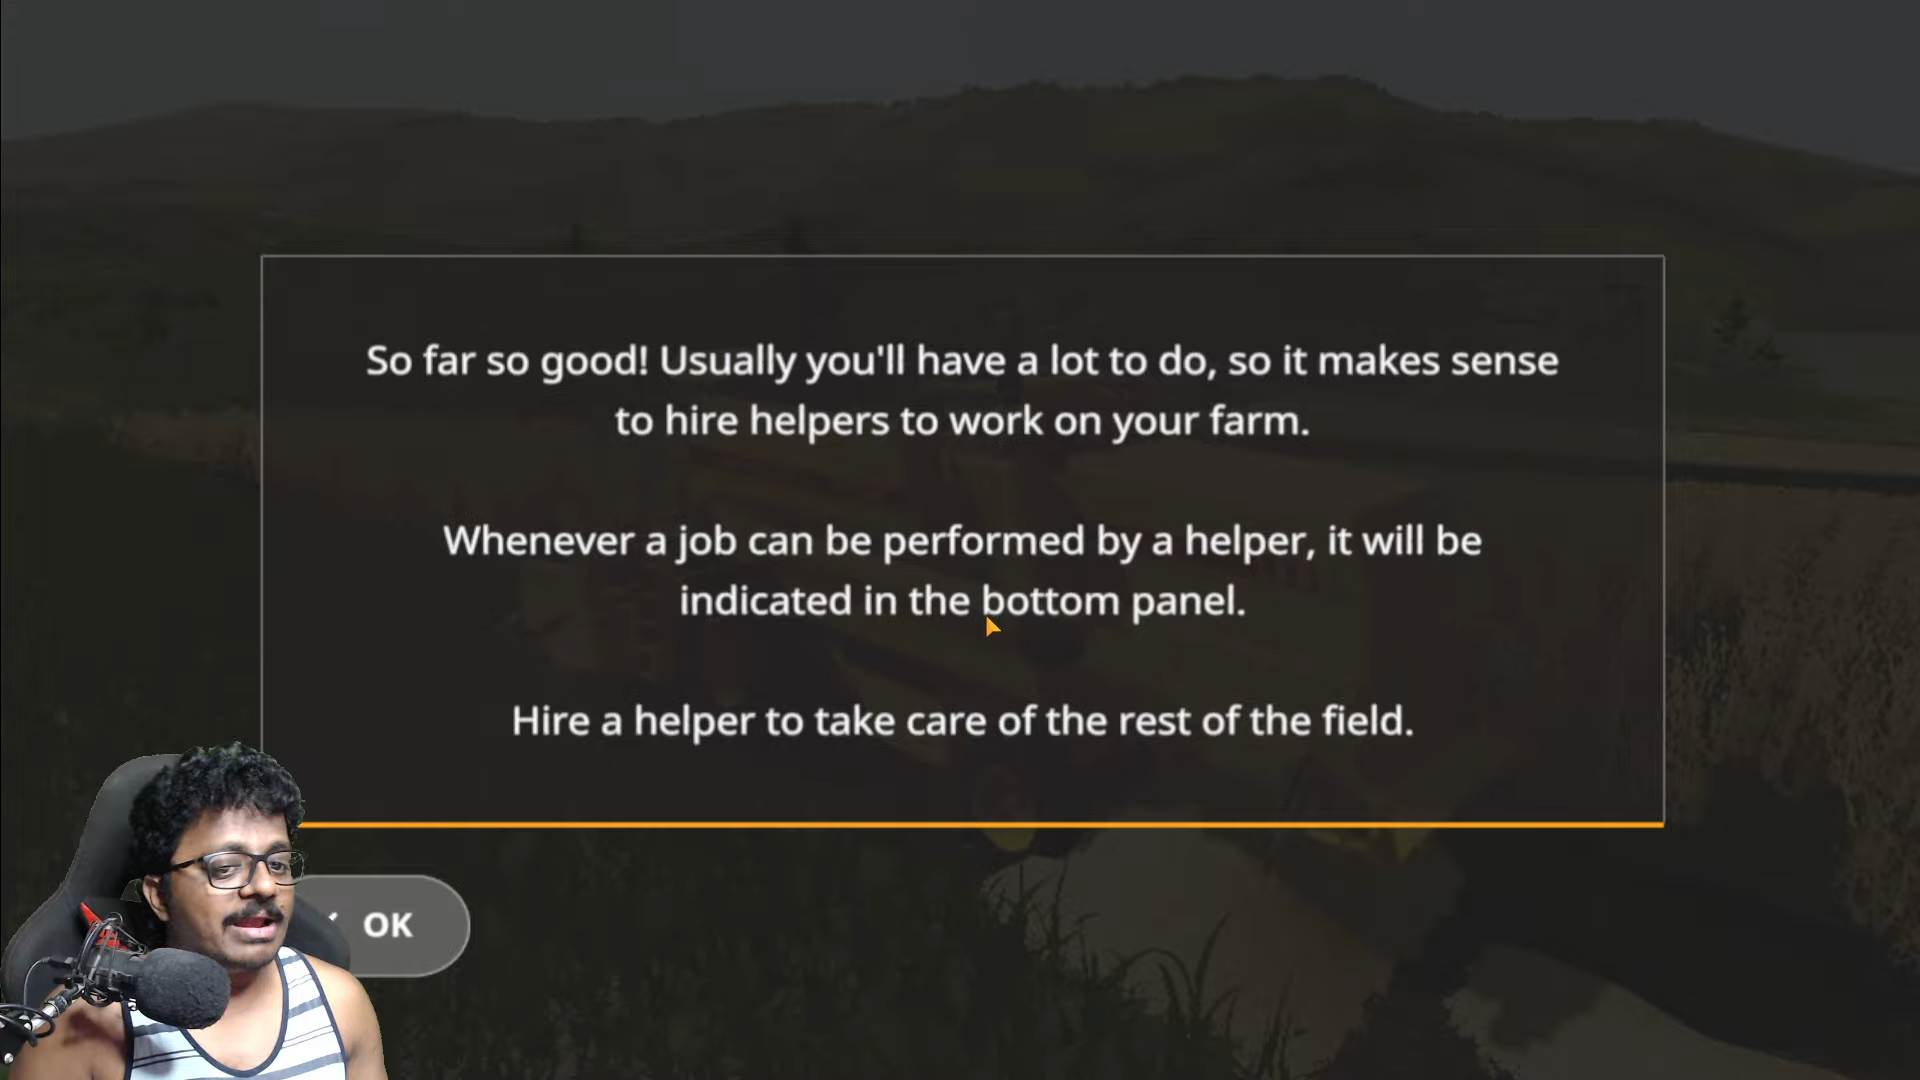 So far so good! Usually you'll have a lot to do, so it makes sense
to hire helpers to work on your farm.
Whenever a job can be performed by a helper, it will be
indicated in the bottom panel.
Hire a helper to take care of the rest of the field.
OK